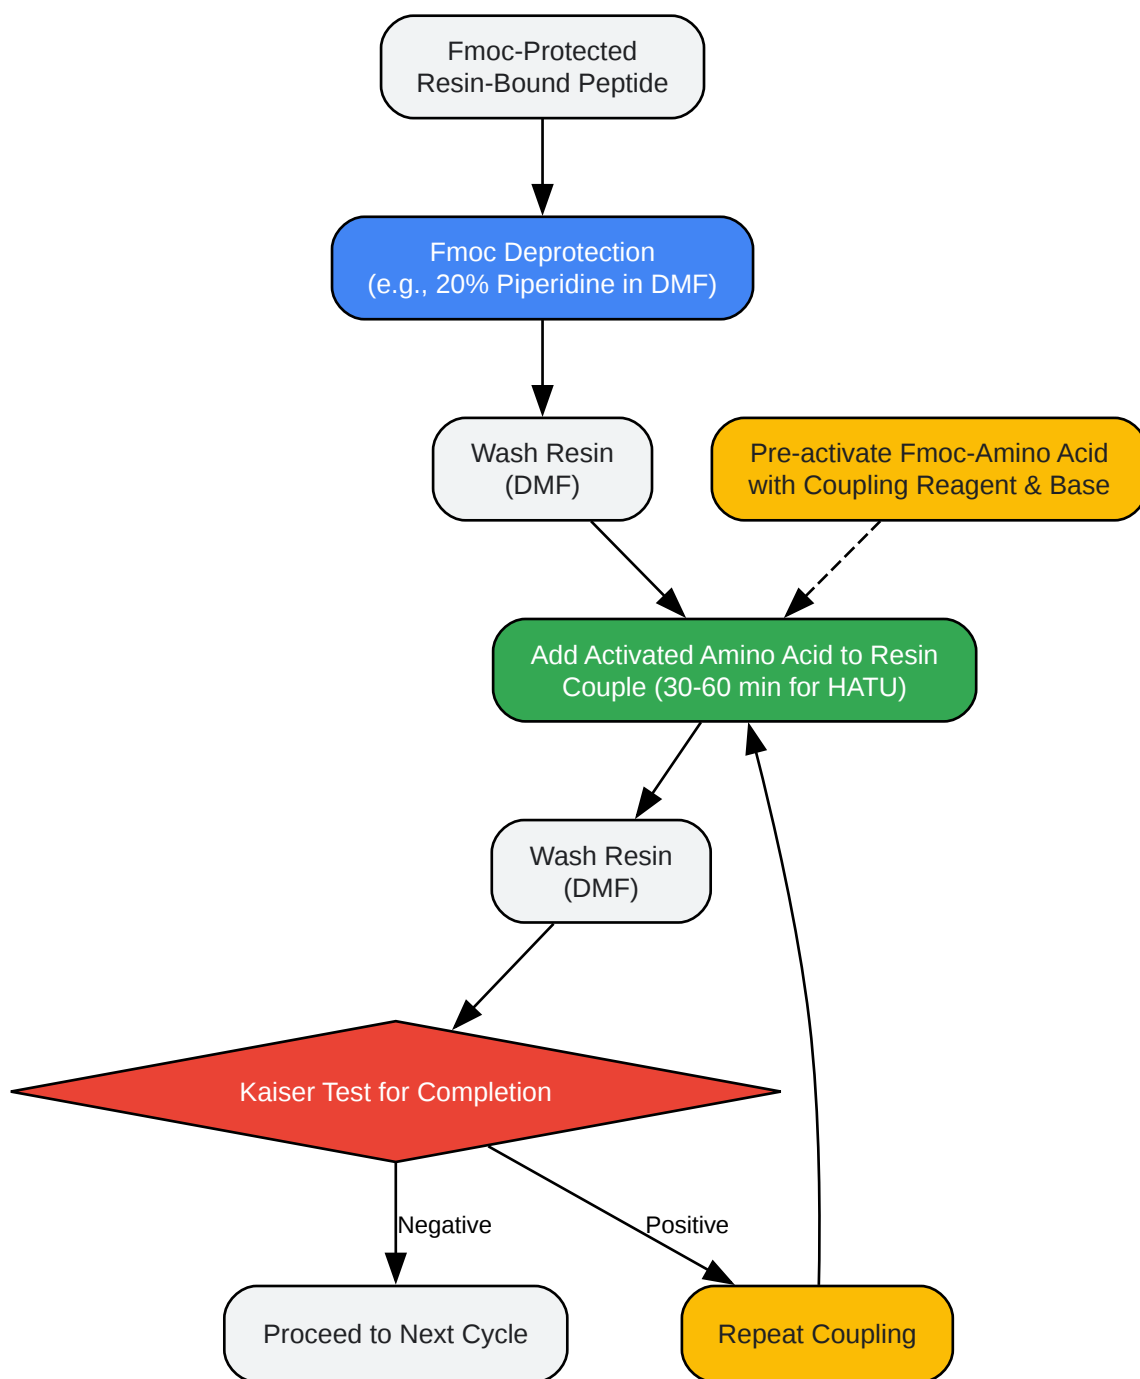 Fmoc-Protected
Resin-Bound Peptide
Fmoc Deprotection
(e.g., 20% Piperidine in DMF)
Wash Resin
(DMF)
Pre-activate Fmoc-Amino Acid
with Coupling Reagent & Base
Add Activated Amino Acid to Resin
Couple (30-60 min for HATU)
Wash Resin
(DMF)
Kaiser Test for Completion
Negative
Positive
Proceed to Next Cycle
Repeat Coupling